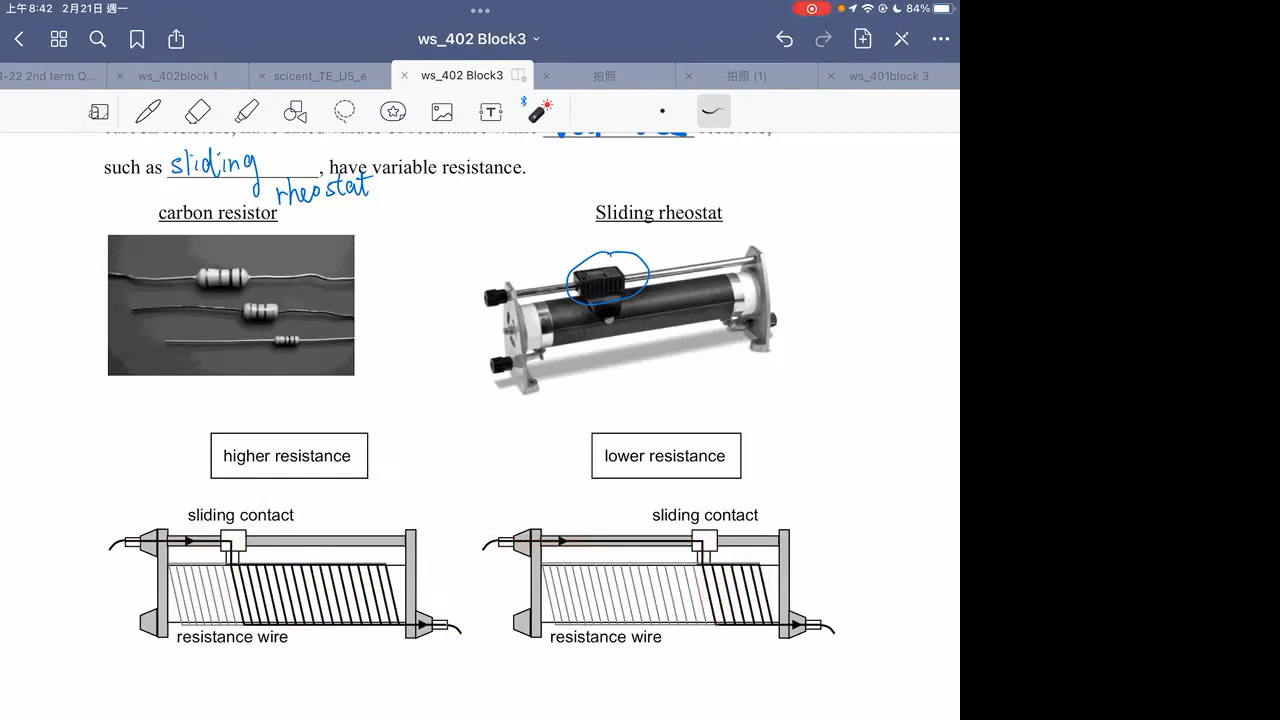 上午8:42 2月21日 週一
84%
ws_402 Block3
1-22 2nd term Q...
ws_402block 1
scicent_TE_U5_e
ws_402 Block3
拍照
拍照 (1)
ws_401block 3
such as sliding rheostat, have variable resistance.
carbon resistor
Sliding rheostat
higher resistance
lower resistance
sliding contact
sliding contact
resistance wire
resistance wire